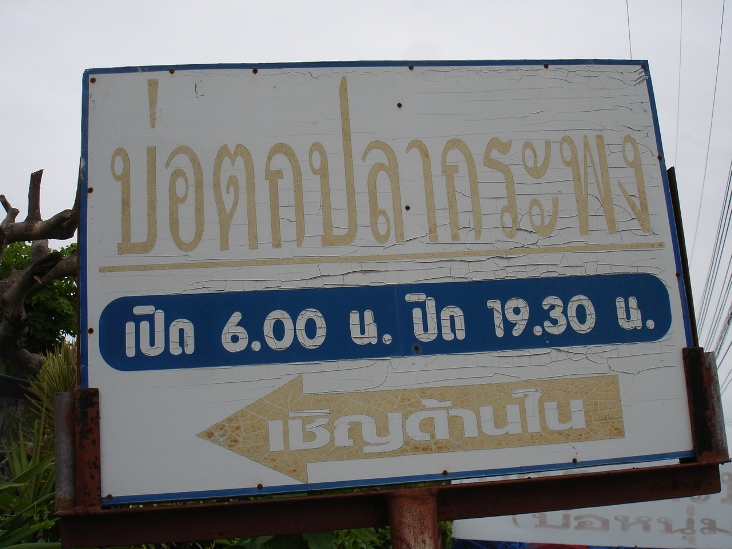 บ่อตกปลากระพง
เปิด 6.00 น. ปิด 19.30 น.
เชิญด้านใน